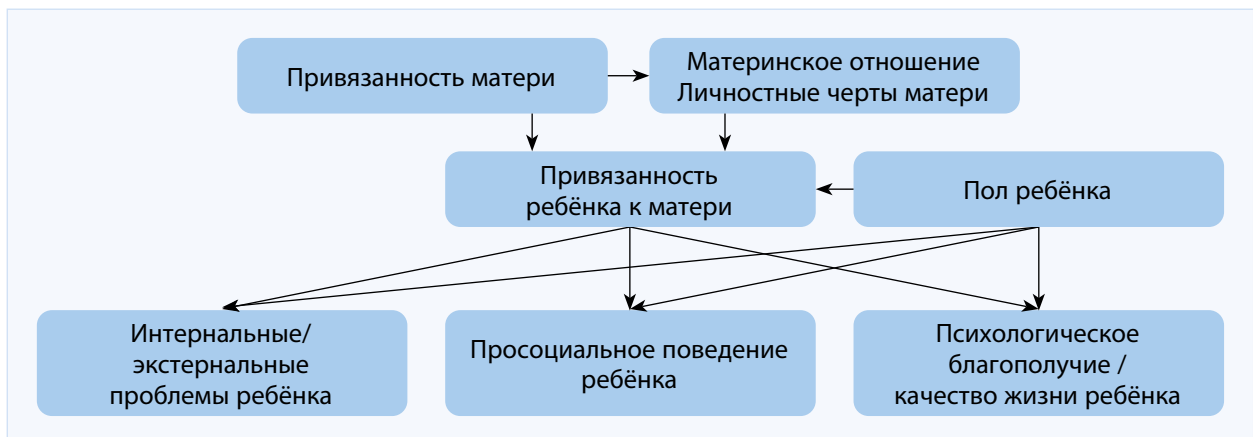 Привязанность матери
Материнское отношение
Личностные черты матери
Привязанность
ребёнка к матери
Пол ребёнка
Интернальные/
экстернальные
проблемы ребёнка
Просоциальное поведение
ребёнка
Психологическое
благополучие /
качество жизни ребёнка